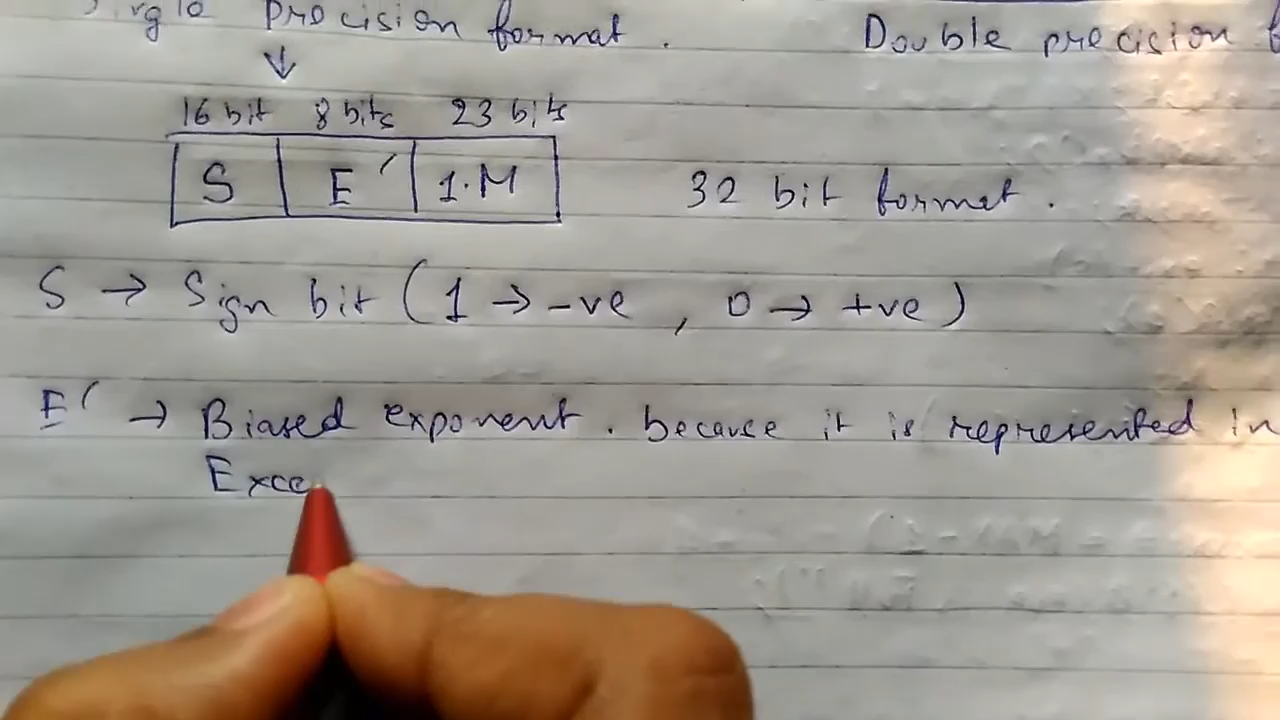 precision format . Double precision
16 bit 8 bits 23 bits
S E' 1.M 32 bit format .
S → Sign bit ( 1 → -ve , 0 → +ve )
E' → Biased exponent . because it is represented in
Exce